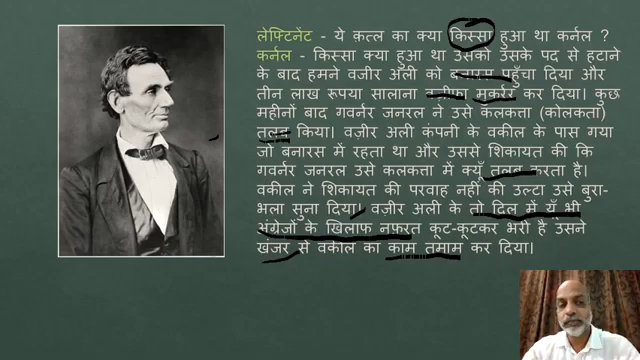 लेफ्टिनेंट - ये कत्ल का क्या किस्सा हुआ था कर्नल ?
कर्नल - किस्सा क्या हुआ था उसको उसके पद से हटाने
के बाद हमने वजीर अली को बनारस पहुँचा दिया और
तीन लाख रूपया सालाना वजीफा मुकर्रर कर दिया। कुछ
महीनों बाद गवर्नर जनरल ने उसे कलकत्ता (कोलकता)
तलब किया। वज़ीर अली कंपनी के वकील के पास गया
जो बनारस में रहता था और उससे शिकायत की कि
गवर्नर जनरल उसे कलकता में क्यूँ तलब करता है।
वकील ने शिकायत की परवाह नहीं की उल्टा उसे बुरा-
भला सुना दिया। वज़ीर अली के तो दिल में यूँ भी
अंग्रेजों के खिलाफ नफरत कूट-कूटकर भरी है उसने
खंजर से वकील का काम तमाम कर दिया।